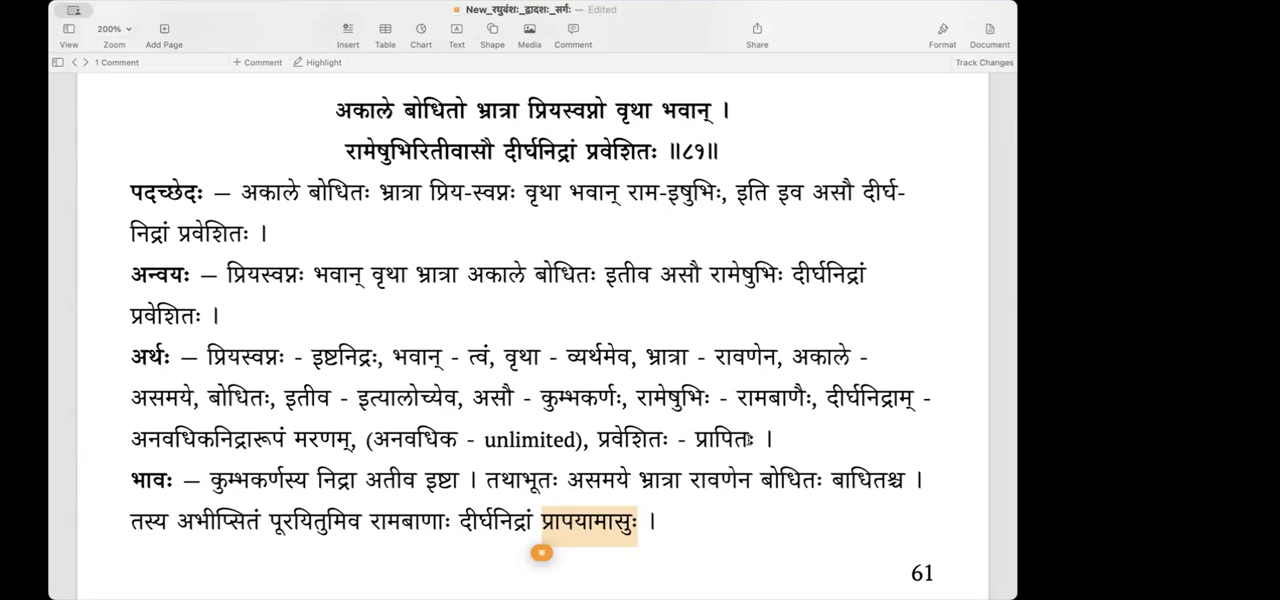 New_रघुवंशः_द्वादशः_सर्गः — Edited
200%
View Zoom Add Page Insert Table Chart Text Shape Media Comment Share Format Document
1 Comment + Comment Highlight Track Changes
अकाले बोधितो भ्रात्रा प्रियस्वप्नो वृथा भवान् ।
रामेषुभिरितीवासौ दीर्घनिद्रां प्रवेशितः ॥८१॥
पदच्छेदः — अकाले बोधितः भ्रात्रा प्रिय-स्वप्नः वृथा भवान् राम-इषुभिः, इति इव असौ दीर्घ-
निद्रां प्रवेशितः ।
अन्वयः — प्रियस्वप्नः भवान् वृथा भ्रात्रा अकाले बोधितः इतीव असौ रामेषुभिः दीर्घनिद्रां
प्रवेशितः ।
अर्थः — प्रियस्वप्नः - इष्टनिद्रः, भवान् - त्वं, वृथा - व्यर्थमेव, भ्रात्रा - रावणेन, अकाले -
असमये, बोधितः, इतीव - इत्यालोच्येव, असौ - कुम्भकर्णः, रामेषुभिः - रामबाणैः, दीर्घनिद्राम् -
अनवधिकनिद्रारूपं मरणम्, (अनवधिक - unlimited), प्रवेशितः - प्रापितः ।
भावः — कुम्भकर्णस्य निद्रा अतीव इष्टा । तथाभूतः असमये भ्रात्रा रावणेन बोधितः बाधितश्च ।
तस्य अभीप्सितं पूरयितुमिव रामबाणाः दीर्घनिद्रां प्रापयामासुः ।
61